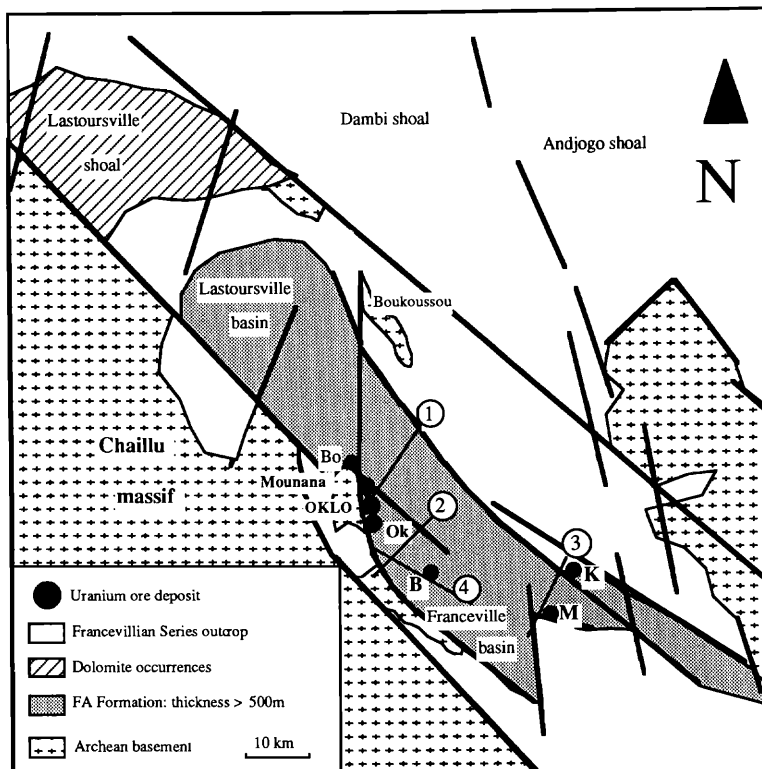 Lastoursville
shoal
Dambi shoal
Andjogo shoal
N
Lastoursville
basin
Boukoussou
1
Chaillu
massif
Bo
Mounana
OKLO
Ok
2
3
K
B
4
M
Franceville
basin
Uranium ore deposit
Francevillian Series outcrop
Dolomite occurrences
FA Formation: thickness > 500m
Archean basement
10 km